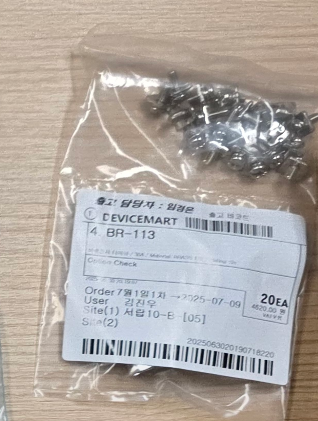 출고 담당자 : 임경은
DEVICEMART 출고 바코드
4 BR-113
Option Check
Order 7월1일1차 →2025-07-09
20EA
User 김진우
Site(1) 서랍10-B-[05]
Site(2)
2025063020190718220